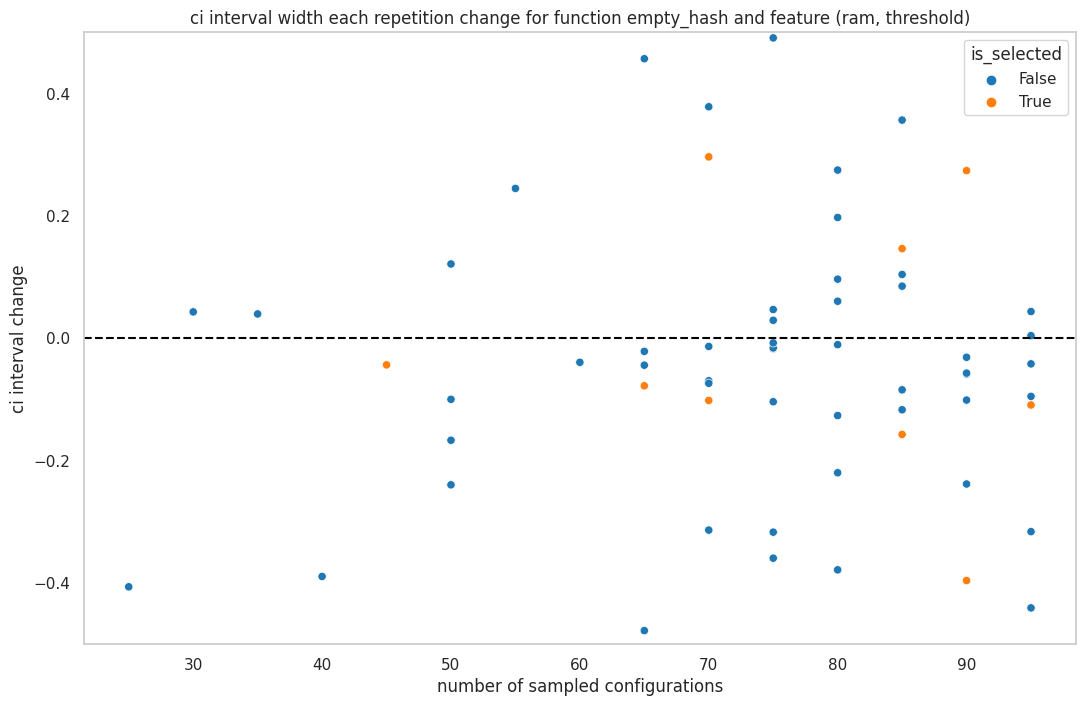 ci interval width each repetition change for function empty_hash and feature (ram, threshold)
is_selected
False
True
ci interval change
0.4
0.2
0.0
−0.2
−0.4
30 40 50 60 70 80 90
number of sampled configurations